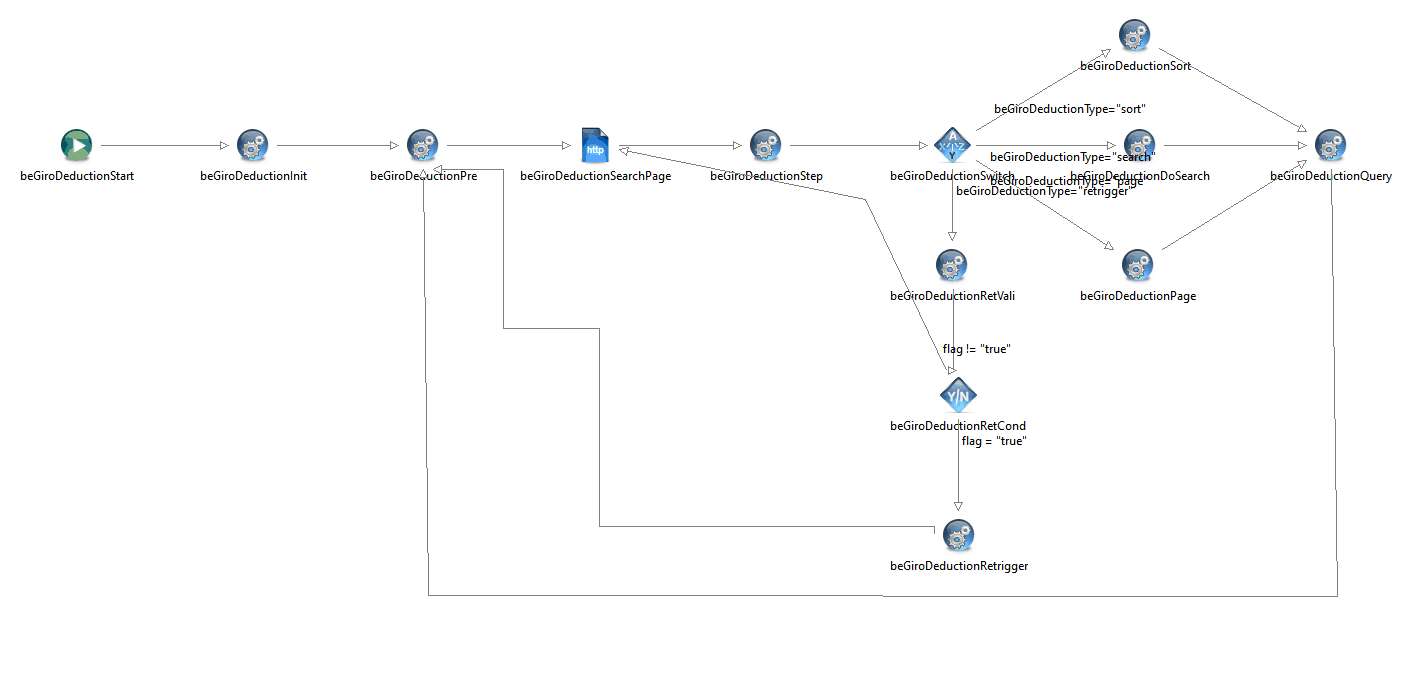 beGiroDeductionSort
beGiroDeductionType="sort"
A
X Y Z
http
beGiroDeductionType="search"
beGiroDeductionStart
beGiroDeductionInit
beGiroDeductionPre
beGiroDeductionSearchPage
beGiroDeductionStep
beGiroDeductionSwitch
beGiroDeductionDoSearch
beGiroDeductionQuery
beGiroDeductionType="page"
beGiroDeductionType="retrigger"
beGiroDeductionRetVali
beGiroDeductionPage
flag != "true"
Y/N
beGiroDeductionRetCond
flag = "true"
beGiroDeductionRetrigger